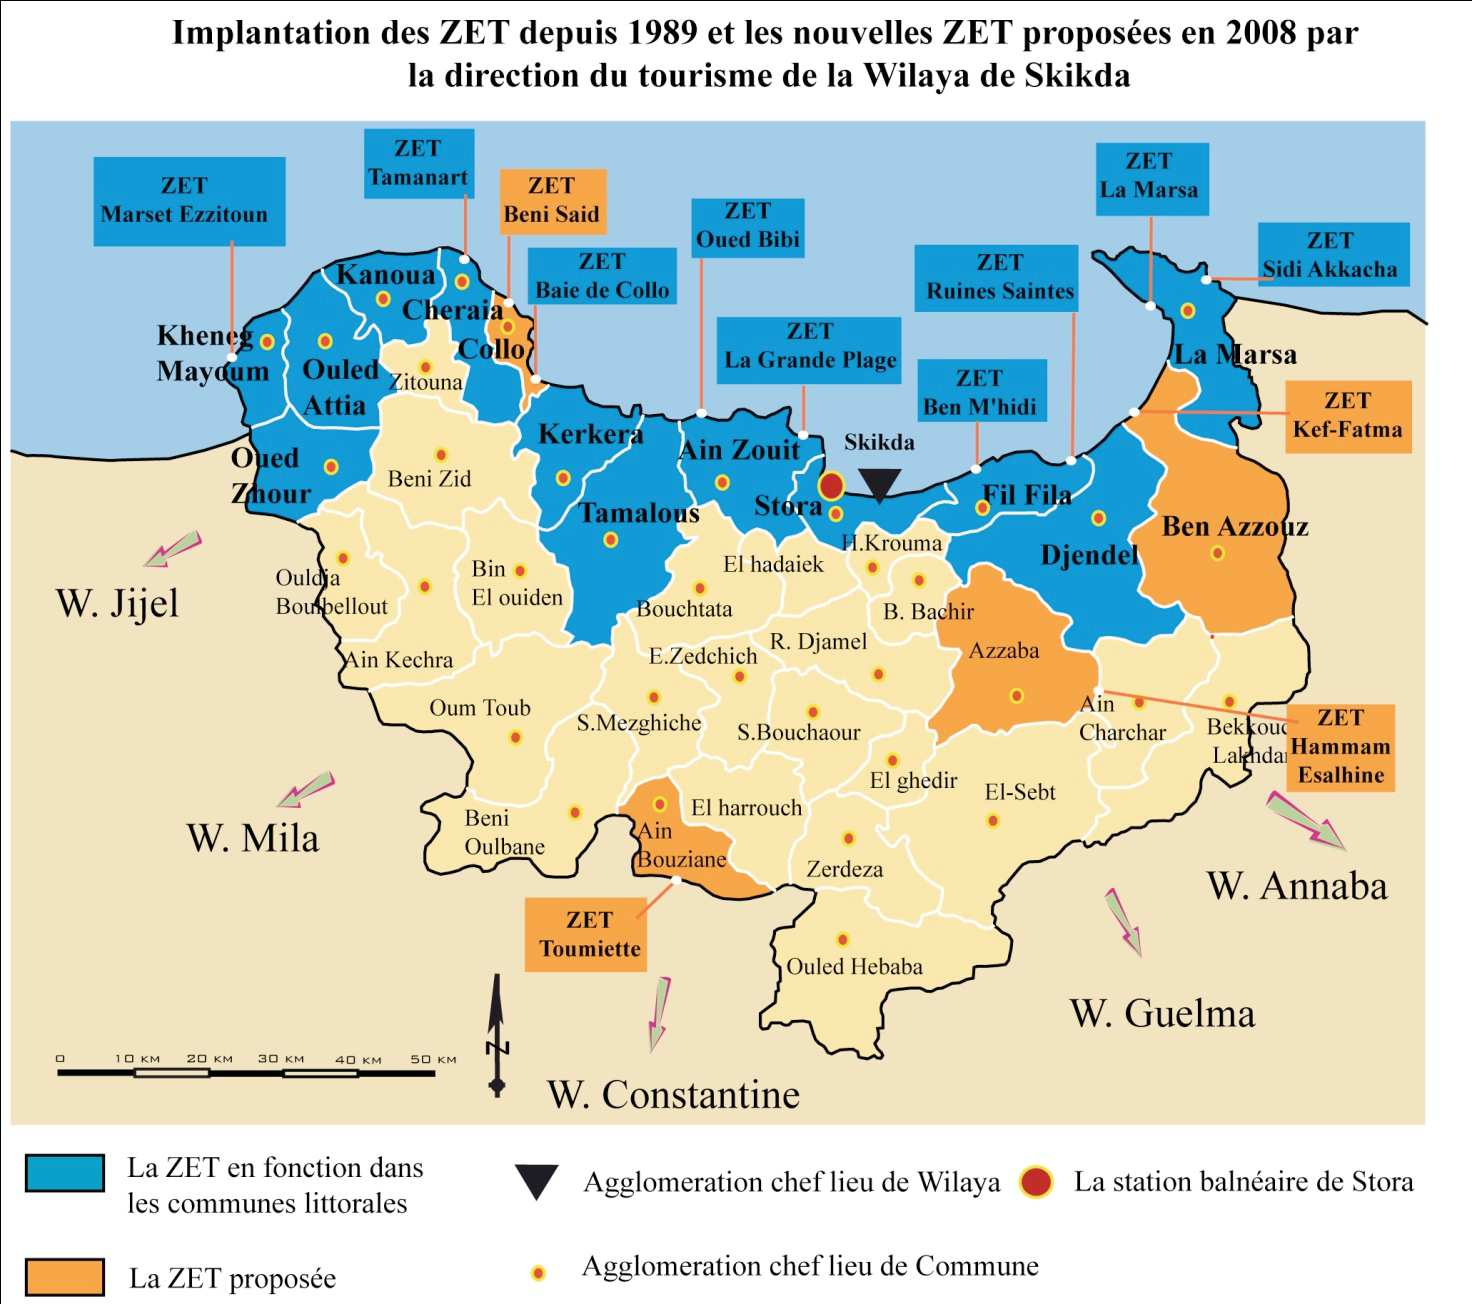 Implantation des ZET depuis 1989 et les nouvelles ZET proposées en 2008 par
la direction du tourisme de la Wilaya de Skikda
ZET
Marset Ezzitoun
ZET
Tamanart
ZET
Beni Said
ZET
Baie de Collo
ZET
Oued Bibi
ZET
La Grande Plage
ZET
Ruines Saintes
ZET
Ben M'hidi
ZET
La Marsa
ZET
Sidi Akkacha
ZET
Kef-Fatma
Kanoua
Cheraia
Kheneg
Mayoum
Ouled
Attia
Zitouna
Collo
La Marsa
Oued
Zhour
Beni Zid
Kerkera
Tamalous
Ain Zouit
Stora
Skikda
Fil Fila
Djendel
Ben Azzouz
Ouldja
Boulbellout
Bin
El ouiden
El hadaiek
H.Krouma
Bouchtata
B. Bachir
W. Jijel
Ain Kechra
E.Zedchich
R. Djamel
Azzaba
Oum Toub
S.Mezghiche
S.Bouchaour
Ain
Charchar
Bekkouc
Lakhda
ZET
Hammam
Esalhine
El ghedir
El-Sebt
W. Mila
Beni
Oulbane
Ain
Bouziane
El harrouch
Zerdeza
W. Annaba
ZET
Toumiette
Ouled Hebaba
W. Guelma
N
0 10 KM 20 KM 30 KM 40 KM 50 KM
W. Constantine
La ZET en fonction dans
les communes littorales
Agglomeration chef lieu de Wilaya
La station balnéaire de Stora
La ZET proposée
Agglomeration chef lieu de Commune